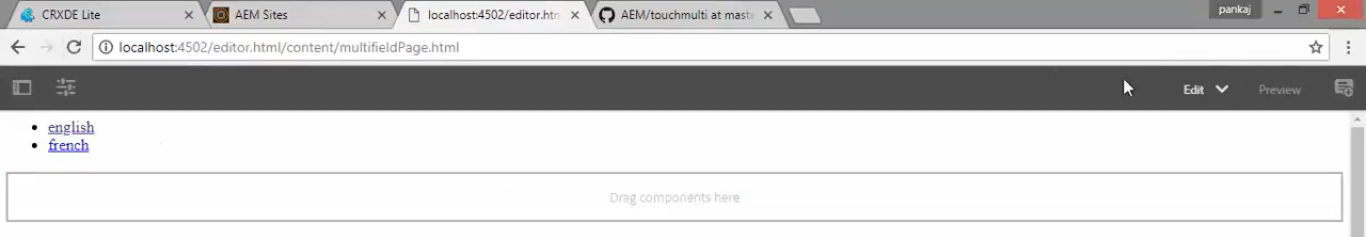 CRXDE Lite
AEM Sites
localhost:4502/editor.htm
AEM/touchmulti at maste
pankaj
localhost:4502/editor.html/content/multifieldPage.html
Edit
Preview
english
french
Drag components here